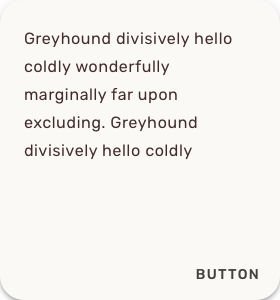 Greyhound divisively hello
coldly wonderfully
marginally far upon
excluding. Greyhound
divisively hello coldly
BUTTON